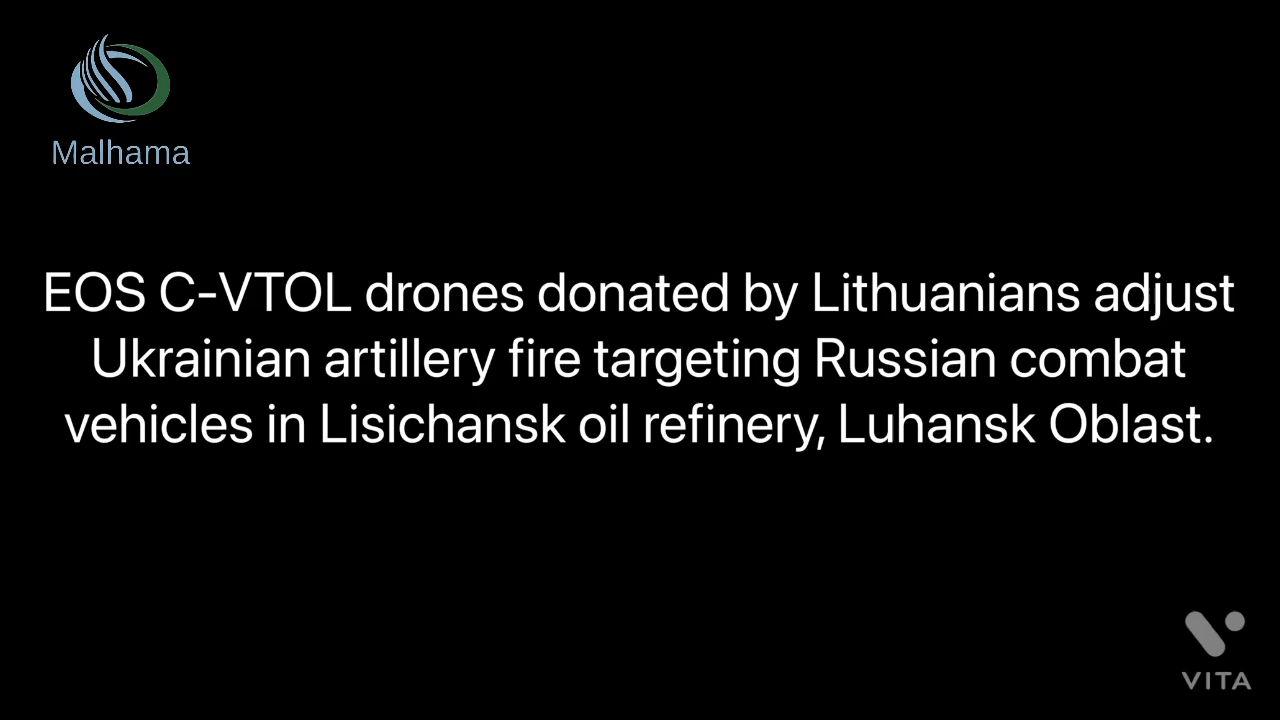 Malhama
EOS C-VTOL drones donated by Lithuanians adjust
Ukrainian artillery fire targeting Russian combat
vehicles in Lisichansk oil refinery, Luhansk Oblast.
VITA